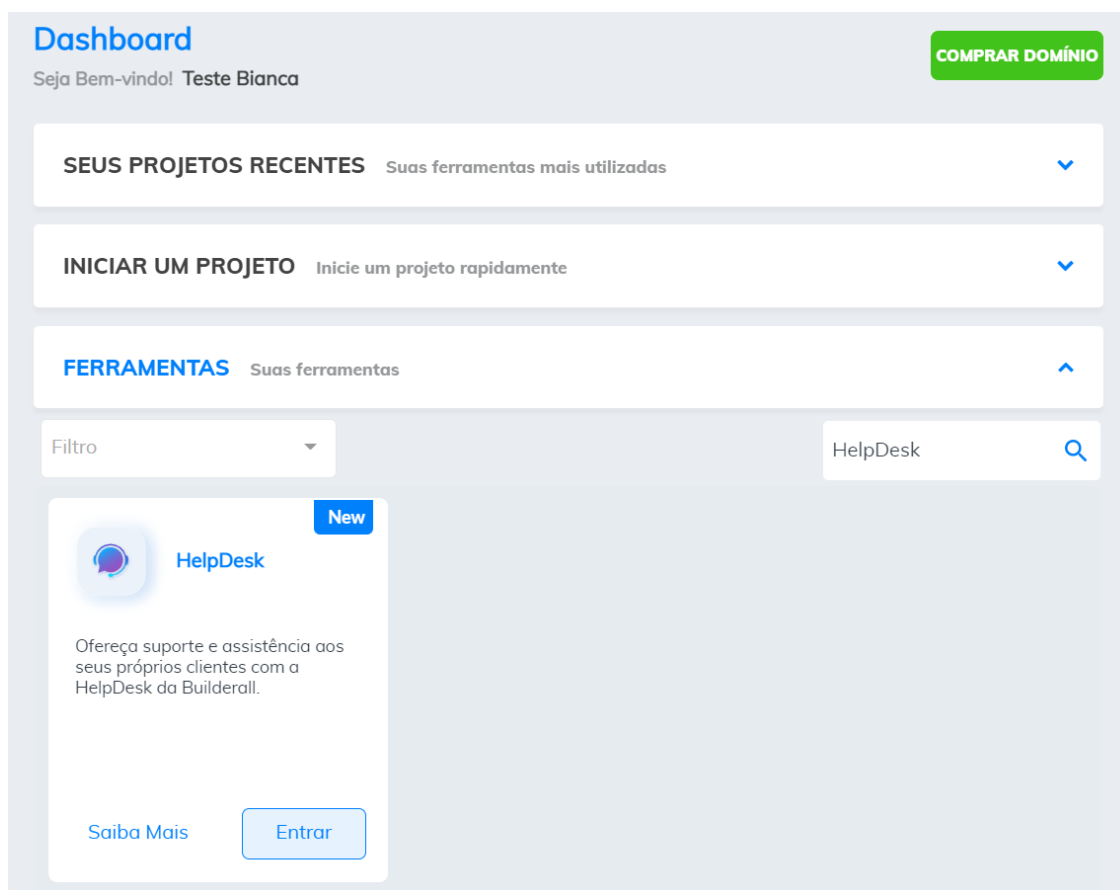 Dashboard
COMPRAR DOMÍNIO
Seja Bem-vindo! Teste Bianca
SEUS PROJETOS RECENTES Suas ferramentas mais utilizadas
INICIAR UM PROJETO Inicie um projeto rapidamente
FERRAMENTAS Suas ferramentas
Filtro
HelpDesk
New
HelpDesk
Ofereça suporte e assistência aos
seus próprios clientes com a
HelpDesk da Builderall.
Saiba Mais
Entrar